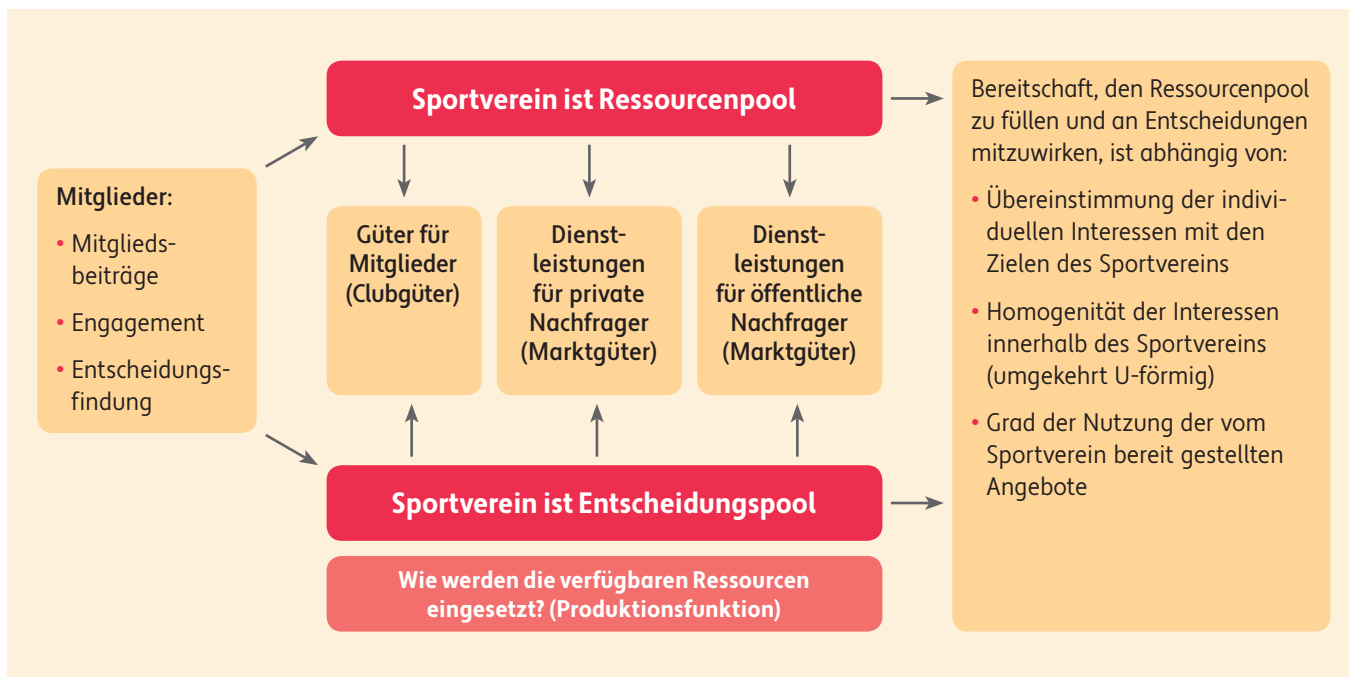 Sportverein ist Ressourcenpool
Mitglieder:
• Mitglieds-
beiträge
• Engagement
• Entscheidungs-
findung
Güter für
Mitglieder
(Clubgüter)
Dienst-
leistungen
für private
Nachfrager
(Marktgüter)
Dienst-
leistungen
für öffentliche
Nachfrager
(Marktgüter)
Sportverein ist Entscheidungspool
Wie werden die verfügbaren Ressourcen
eingesetzt? (Produktionsfunktion)
Bereitschaft, den Ressourcenpool
zu füllen und an Entscheidungen
mitzuwirken, ist abhängig von:
• Übereinstimmung der indivi-
duellen Interessen mit den
Zielen des Sportvereins
• Homogenität der Interessen
innerhalb des Sportvereins
(umgekehrt U-förmig)
• Grad der Nutzung der vom
Sportverein bereit gestellten
Angebote